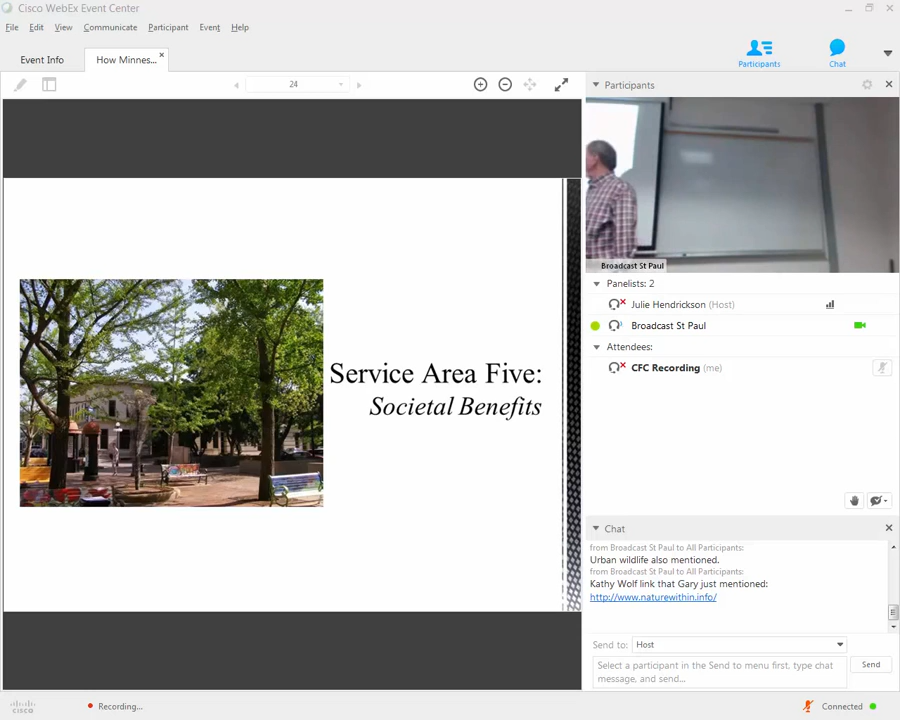 Cisco WebEx Event Center
File Edit View Communicate Participant Event Help
Event Info
How Minnes...
Participants
Chat
24
Participants
Broadcast St Paul
Panelists: 2
Julie Hendrickson (Host)
Broadcast St Paul
Attendees:
CFC Recording (me)
Service Area Five:
Societal Benefits
Chat
from Broadcast St Paul to All Participants:
Urban wildlife also mentioned.
from Broadcast St Paul to All Participants:
Kathy Wolf link that Gary just mentioned:
http://www.naturewithin.info/
Send to: Host
Select a participant in the Send to menu first, type chat
message, and send...
Send
cisco
Recording...
Connected